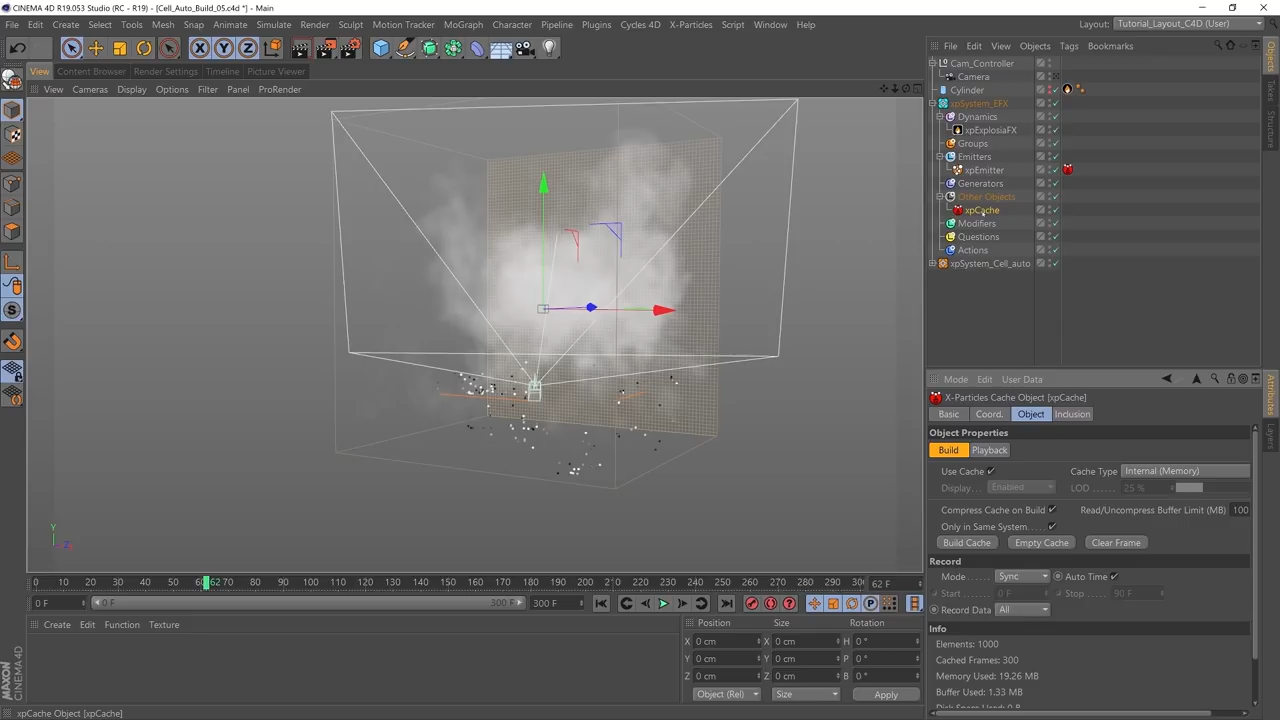 CINEMA 4D R19.053 Studio (RC - R19) - [Cell_Auto_Build_05.c4d *] - Main
File Edit Create Select Tools Mesh Snap Animate Simulate Render Sculpt Motion Tracker MoGraph Character Pipeline Plugins Cycles 4D X-Particles Script Window Help
Layout: Tutorial_Layout_C4D (User)
View Content Browser Render Settings Timeline Picture Viewer
View Cameras Display Options Filter Panel ProRender
File Edit View Objects Tags Bookmarks
Cam_Controller
Camera
Cylinder
xpSystem_EFX
Dynamics
xpExplosiaFX
Groups
Emitters
xpEmitter
Generators
Other Objects
xpCache
Modifiers
Questions
Actions
xpSystem_Cell_auto
Objects
Takes
Structure
Mode Edit User Data
X-Particles Cache Object [xpCache]
Basic Coord. Object Inclusion
Object Properties
Build Playback
Use Cache Cache Type Internal (Memory)
Display. Enabled LOD 25 %
Compress Cache on Build Read/Uncompress Buffer Limit (MB) 100
Only in Same System
Build Cache Empty Cache Clear Frame
Record
Mode Sync Auto Time
Start 0 F Stop 90 F
Record Data All
Info
Elements: 1000
Cached Frames: 300
Memory Used: 19.26 MB
Buffer Used: 1.33 MB
Attributes
Layers
Y
Z
0 10 20 30 40 50 60 62 70 80 90 100 110 120 130 140 150 160 170 180 190 200 210 220 230 240 250 260 270 280 290 300 62 F
0 F 0 F 300 F 300 F
Create Edit Function Texture
Position Size Rotation
X 0 cm X 0 cm H 0 °
Y 0 cm Y 0 cm P 0 °
Z 0 cm Z 0 cm B 0 °
Object (Rel) Size Apply
MAXON CINEMA 4D
xpCache Object [xpCache]